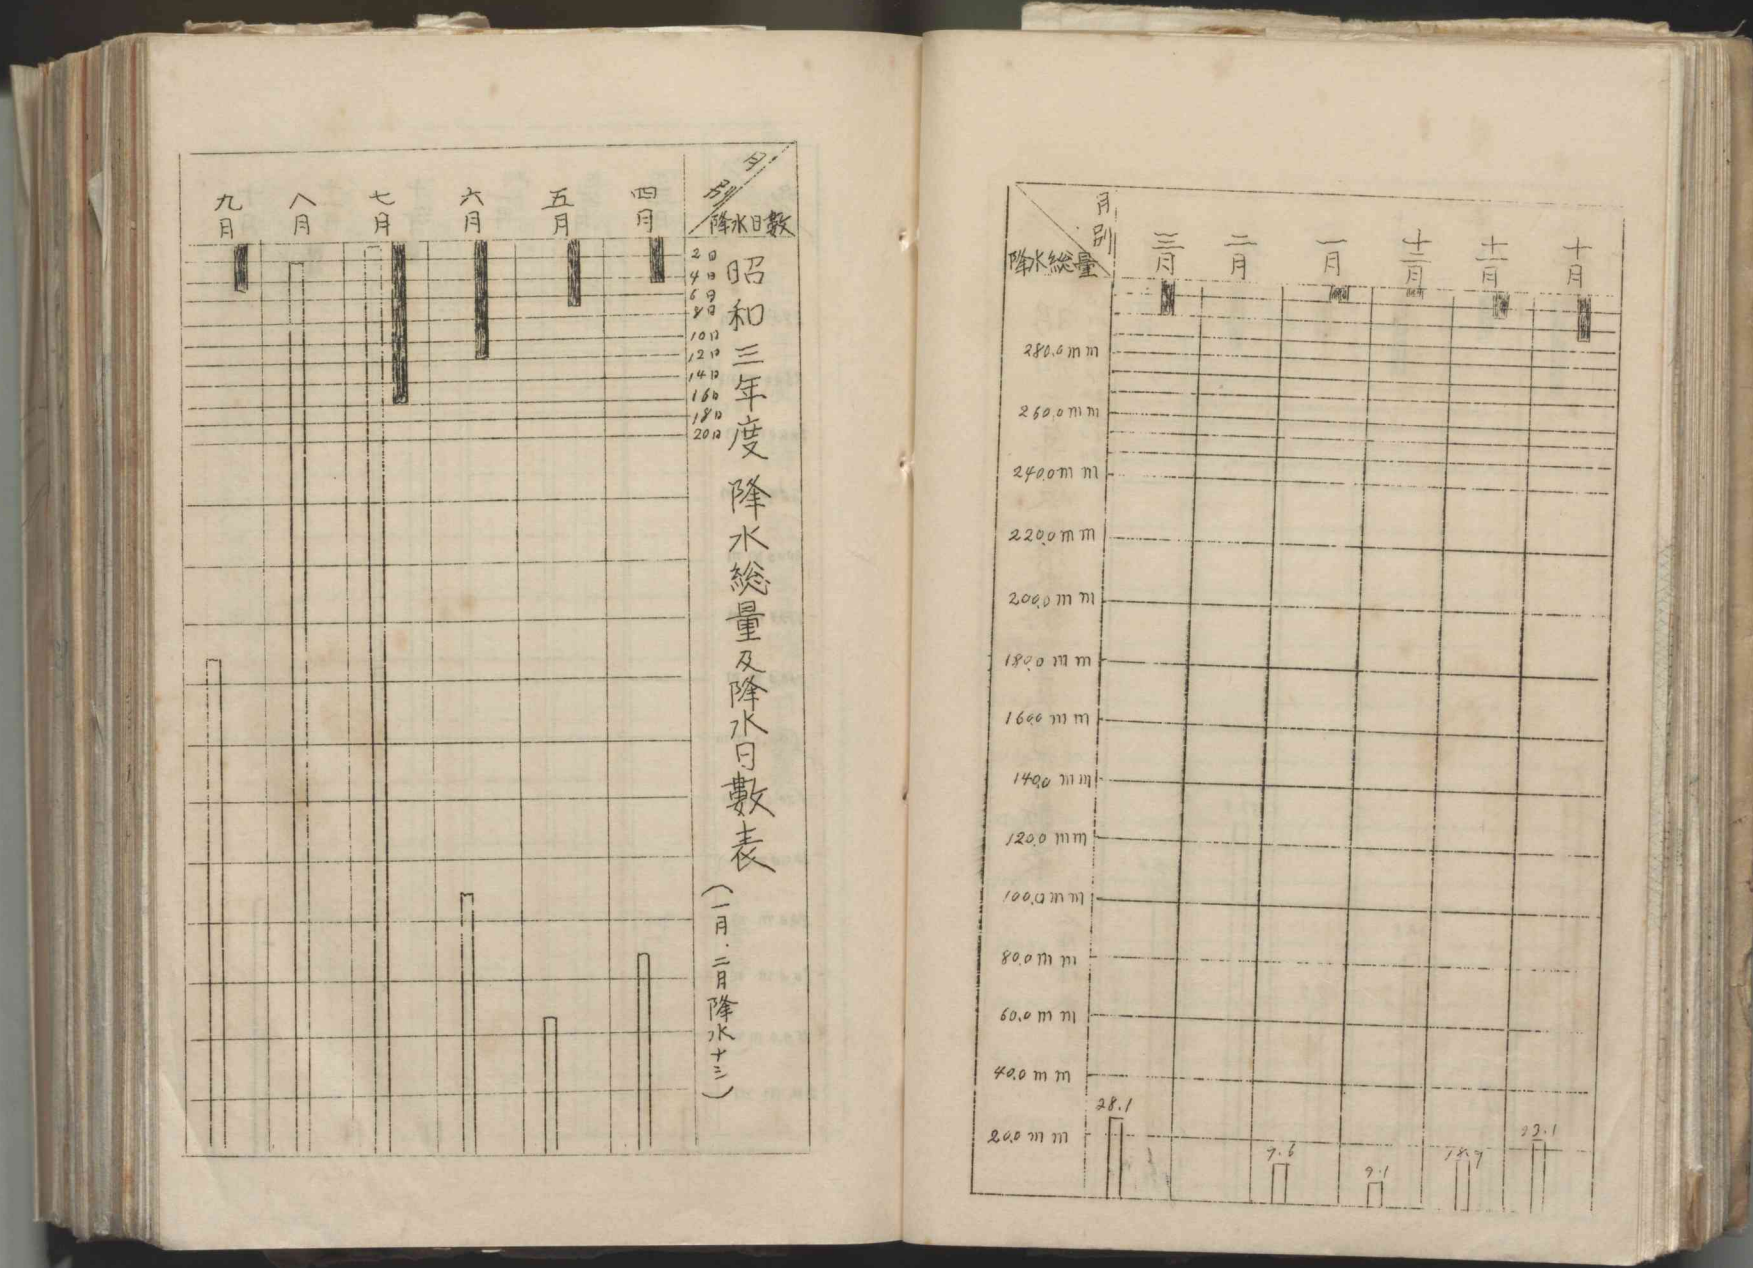 月別
降水日數
2日
4日
6日
8日
10日
12日
14日
16日
18日
20日
昭和三年度降水総量及降水日數表
(一月.二月降水十三)
四月
五月
六月
七月
八月
九月
十月
十一月
十二月
一月
二月
三月
月別
降水総量
280.0mm
260.0mm
240.0mm
220.0mm
200.0mm
180.0mm
160.0mm
140.0mm
120.0mm
100.0mm
80.0mm
60.0mm
40.0mm
20.0mm
28.1
7.6
9.1
18.9